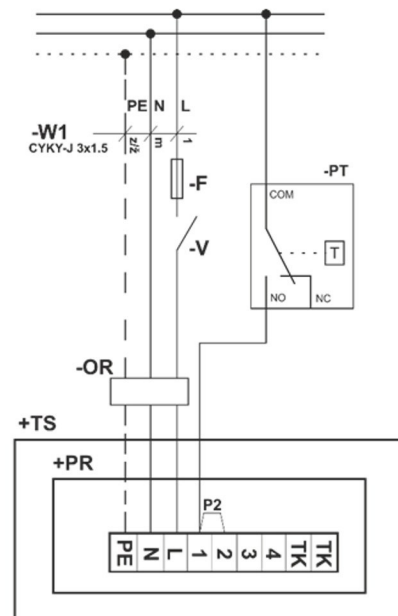 PE N L
-W1
CYKY-J 3x1.5
z/ž
m
1
-F
-PT
COM
T
-V
NO
NC
-OR
+TS
+PR
P2
PE N L 1 2 3 4 TK TK